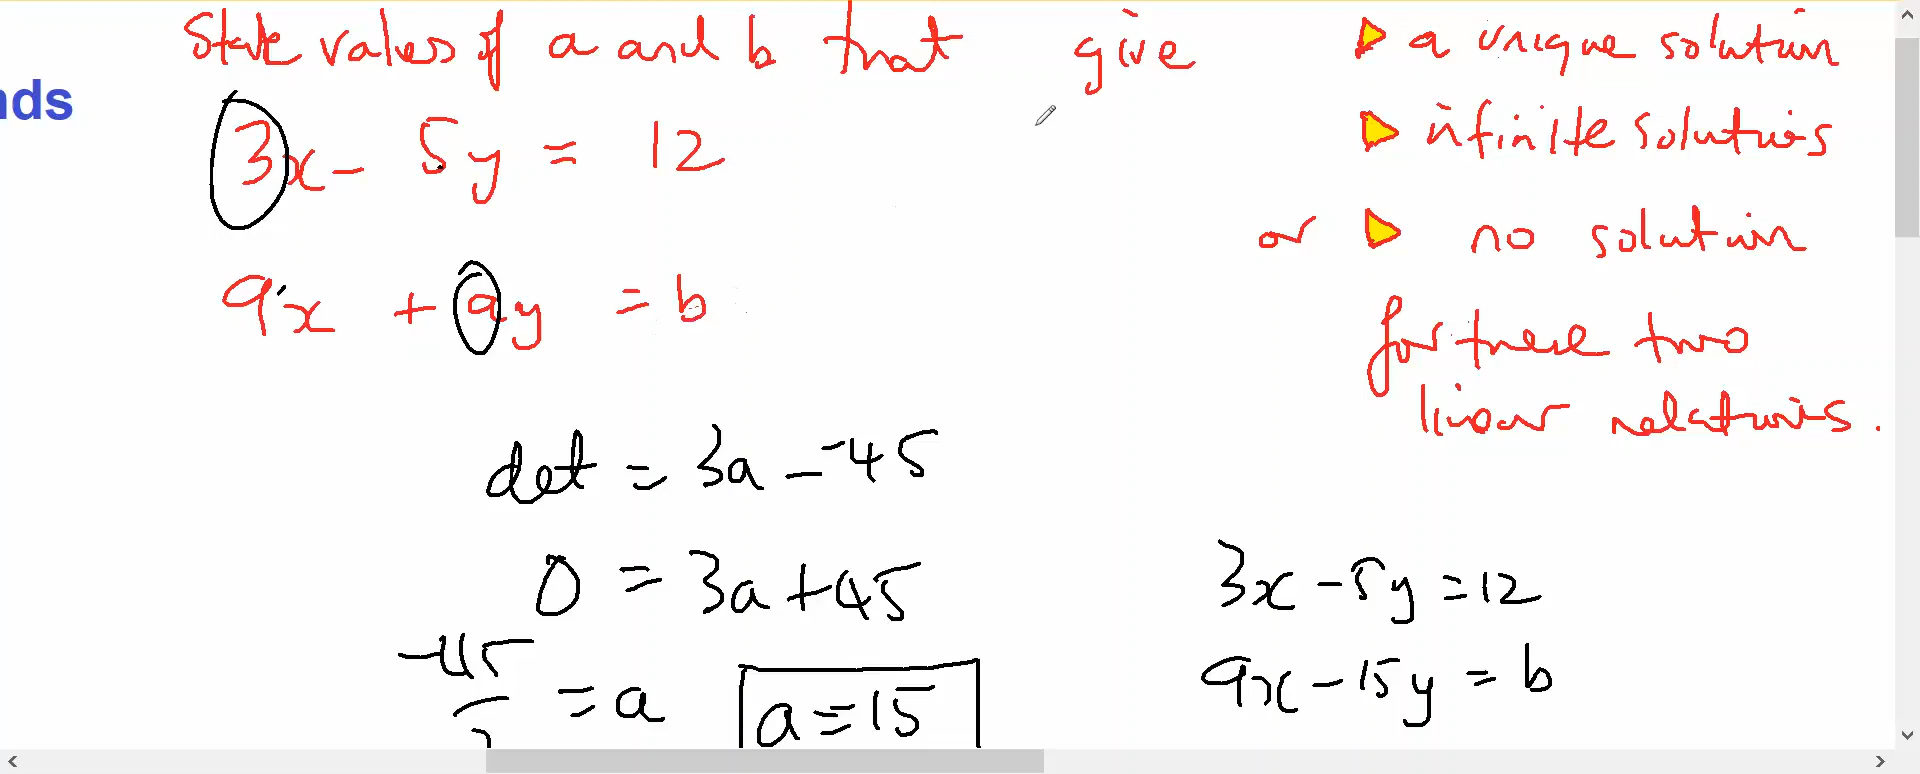 State values of a and b that give
▶ a unique solution
nds
3x - 5y = 12
▶ infinite solutions
or ▶ no solution
9x + ay = b
for these two
linear relations.
det = 3a - -45
0 = 3a + 45
3x - 5y = 12
-45
= a
a = 15
9x - 15y = b